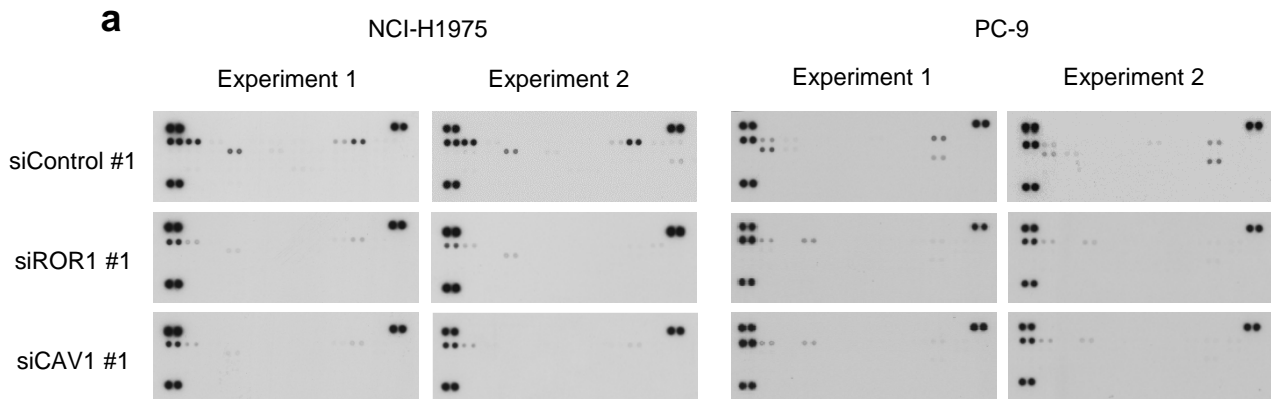 a
NCI-H1975 PC-9
Experiment 1 Experiment 2 Experiment 1 Experiment 2
siControl #1
siROR1 #1
siCAV1 #1